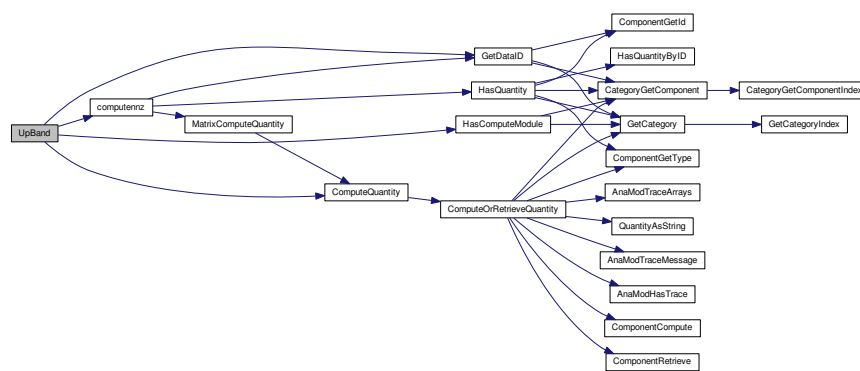 UpBand
computennz
MatrixComputeQuantity
ComputeQuantity
GetDataID
HasQuantity
HasComputeModule
ComputeOrRetrieveQuantity
ComponentGetId
HasQuantityByID
CategoryGetComponent
GetCategory
ComponentGetType
AnaModTraceArrays
QuantityAsString
AnaModTraceMessage
AnaModHasTrace
ComponentCompute
ComponentRetrieve
CategoryGetComponentIndex
GetCategoryIndex